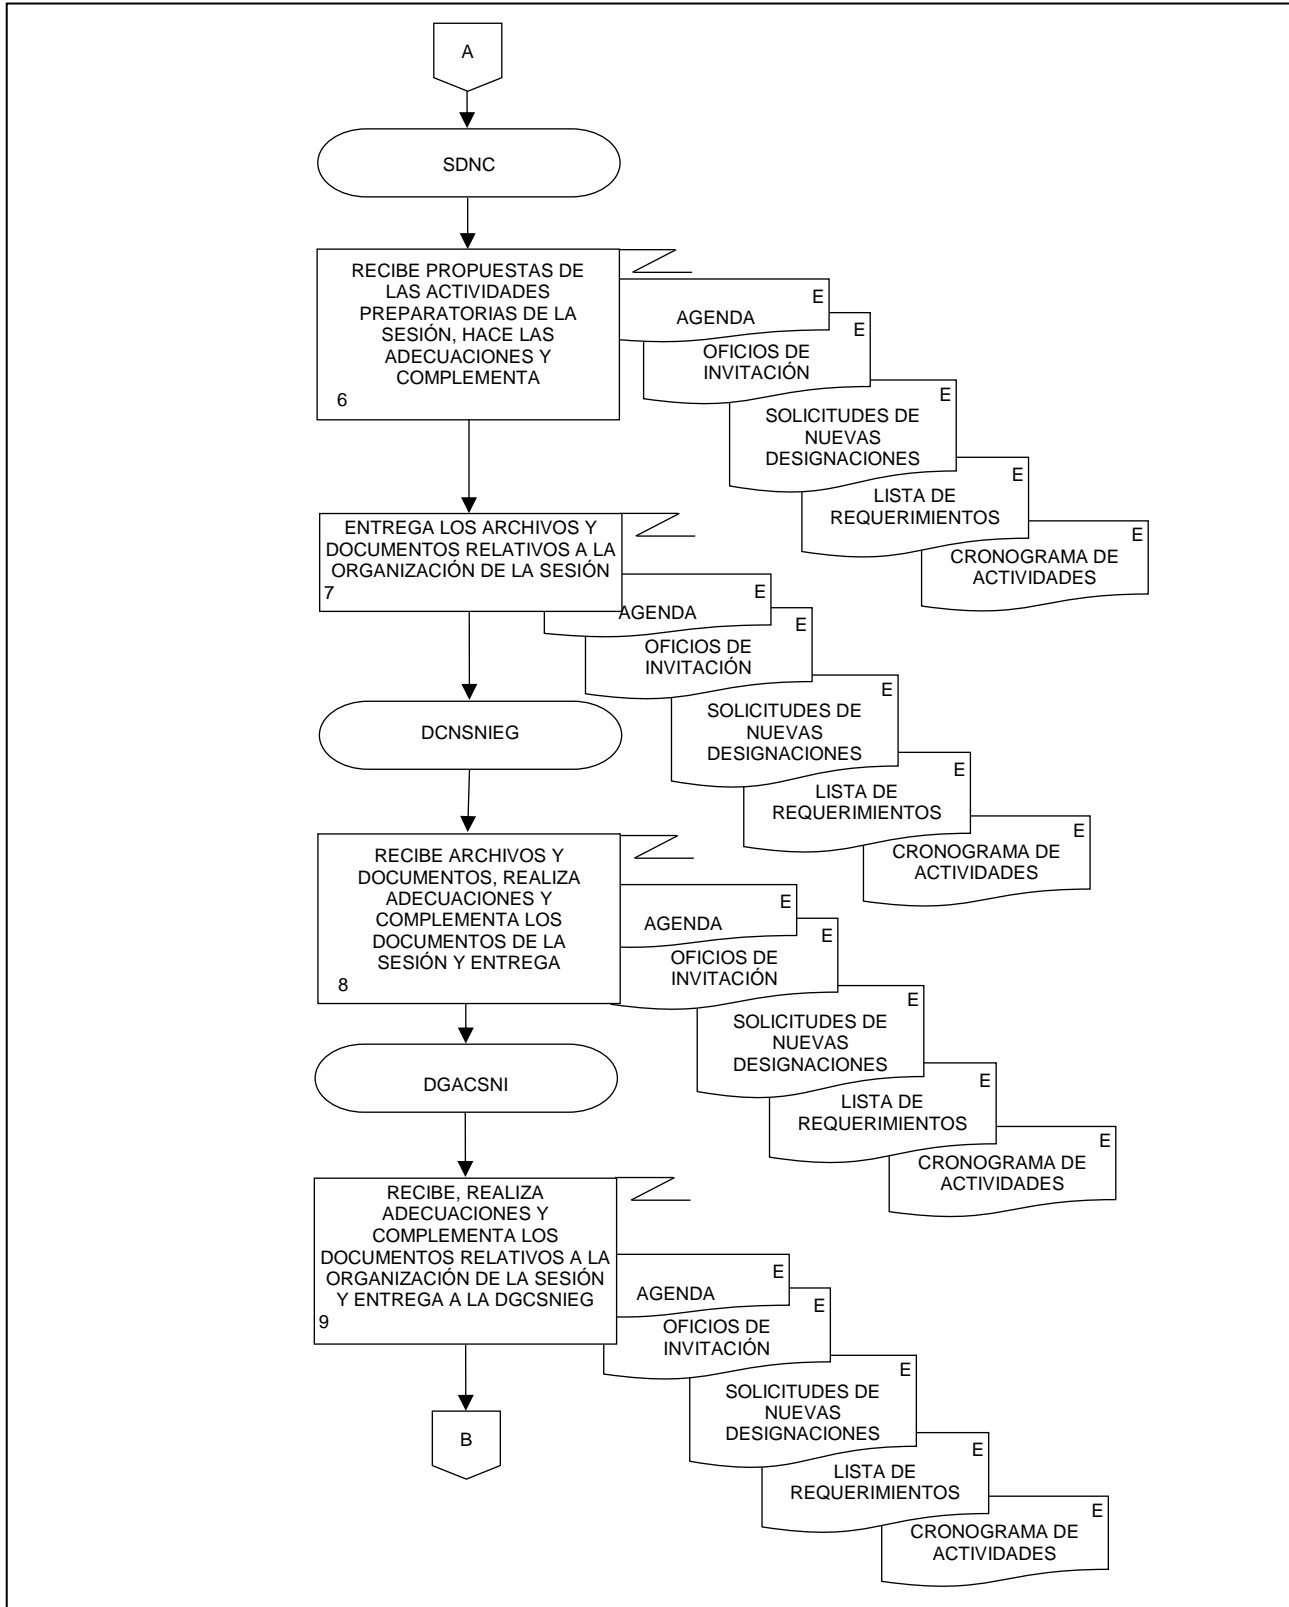 A
SDNC
RECIBE PROPUESTAS DE
LAS ACTIVIDADES
PREPARATORIAS DE LA
SESIÓN, HACE LAS
ADECUACIONES Y
COMPLEMENTA
6
E
AGENDA
E
OFICIOS DE
INVITACIÓN
E
SOLICITUDES DE
NUEVAS
DESIGNACIONES
E
LISTA DE
REQUERIMIENTOS
E
CRONOGRAMA DE
ACTIVIDADES
ENTREGA LOS ARCHIVOS Y
DOCUMENTOS RELATIVOS A LA
ORGANIZACIÓN DE LA SESIÓN
7
E
AGENDA
E
OFICIOS DE
INVITACIÓN
E
SOLICITUDES DE
NUEVAS
DESIGNACIONES
E
LISTA DE
REQUERIMIENTOS
E
CRONOGRAMA DE
ACTIVIDADES
DCNSNIEG
RECIBE ARCHIVOS Y
DOCUMENTOS, REALIZA
ADECUACIONES Y
COMPLEMENTA LOS
DOCUMENTOS DE LA
SESIÓN Y ENTREGA
8
E
AGENDA
E
OFICIOS DE
INVITACIÓN
E
SOLICITUDES DE
NUEVAS
DESIGNACIONES
E
LISTA DE
REQUERIMIENTOS
E
CRONOGRAMA DE
ACTIVIDADES
DGACSNI
RECIBE, REALIZA
ADECUACIONES Y
COMPLEMENTA LOS
DOCUMENTOS RELATIVOS A LA
ORGANIZACIÓN DE LA SESIÓN
Y ENTREGA A LA DGCSNIEG
9
E
AGENDA
E
OFICIOS DE
INVITACIÓN
E
SOLICITUDES DE
NUEVAS
DESIGNACIONES
E
LISTA DE
REQUERIMIENTOS
E
CRONOGRAMA DE
ACTIVIDADES
B